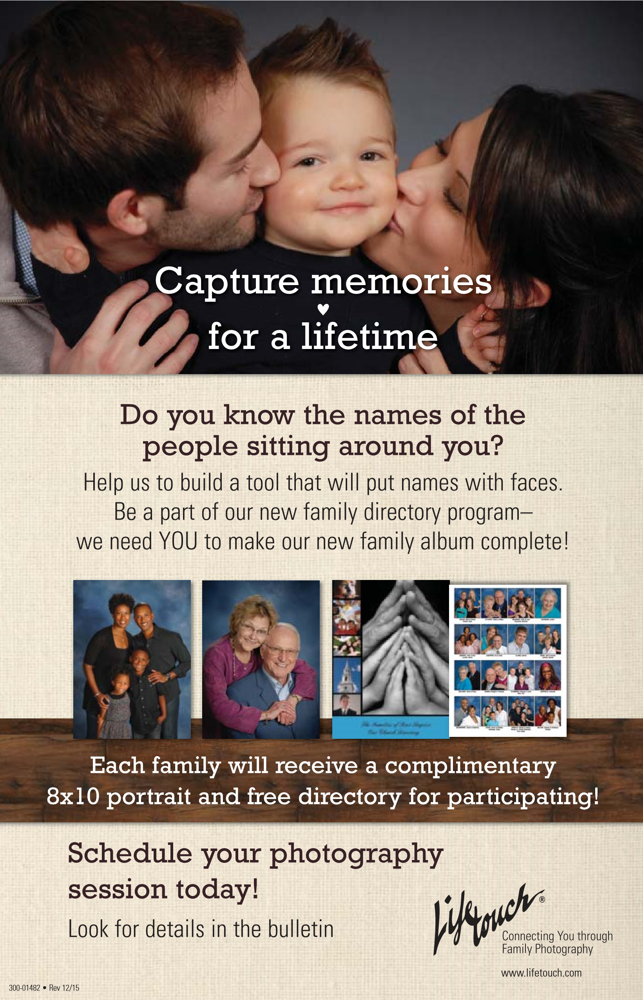 Capture memories
for a lifetime
Do you know the names of the
people sitting around you?
Help us to build a tool that will put names with faces.
Be a part of our new family directory program–
we need YOU to make our new family album complete!
Our Church Directory
Each family will receive a complimentary
8x10 portrait and free directory for participating!
Schedule your photography
session today!
Look for details in the bulletin
Lifetouch®
Connecting You through
Family Photography
www.lifetouch.com
300-01482 • Rev 12/15